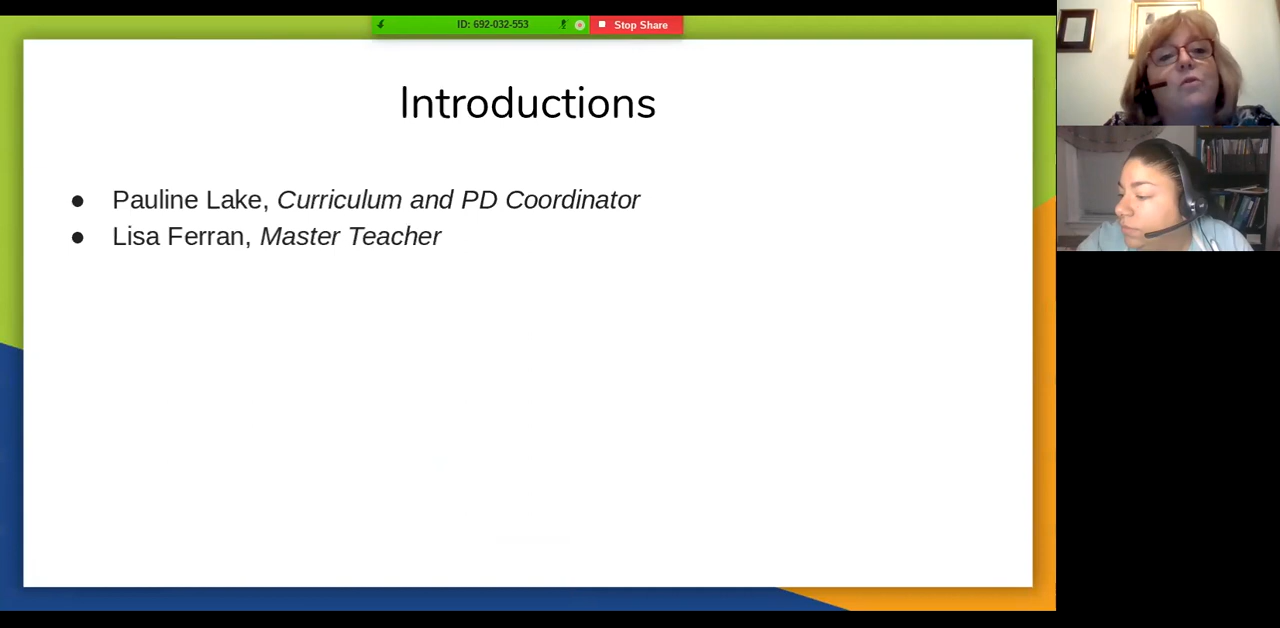 ID: 692-032-553
Stop Share
Introductions
● Pauline Lake, Curriculum and PD Coordinator
● Lisa Ferran, Master Teacher